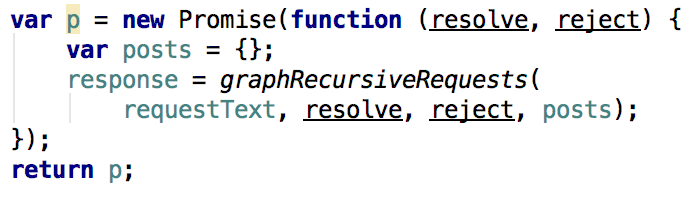 var p = new Promise(function (resolve, reject) {
    var posts = {};
    response = graphRecursiveRequests(
        requestText, resolve, reject, posts);
});
return p;